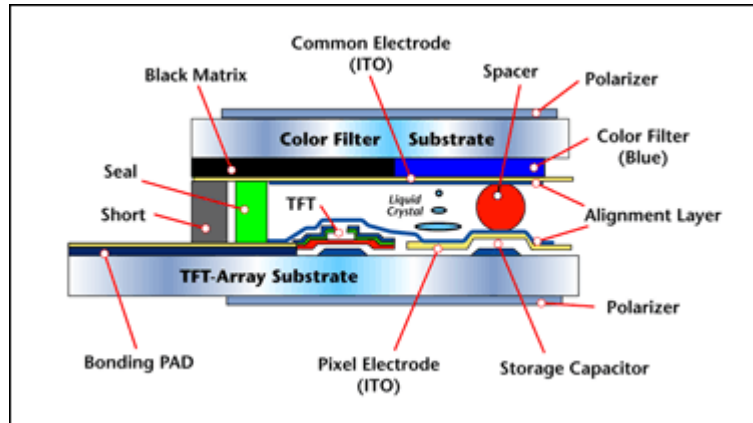 Common Electrode
(ITO)
Spacer
Black Matrix
Polarizer
Color Filter Substrate
Color Filter
(Blue)
Seal
TFT
Liquid
Crystal
Short
Alignment Layer
TFT-Array Substrate
Polarizer
Bonding PAD
Pixel Electrode
(ITO)
Storage Capacitor